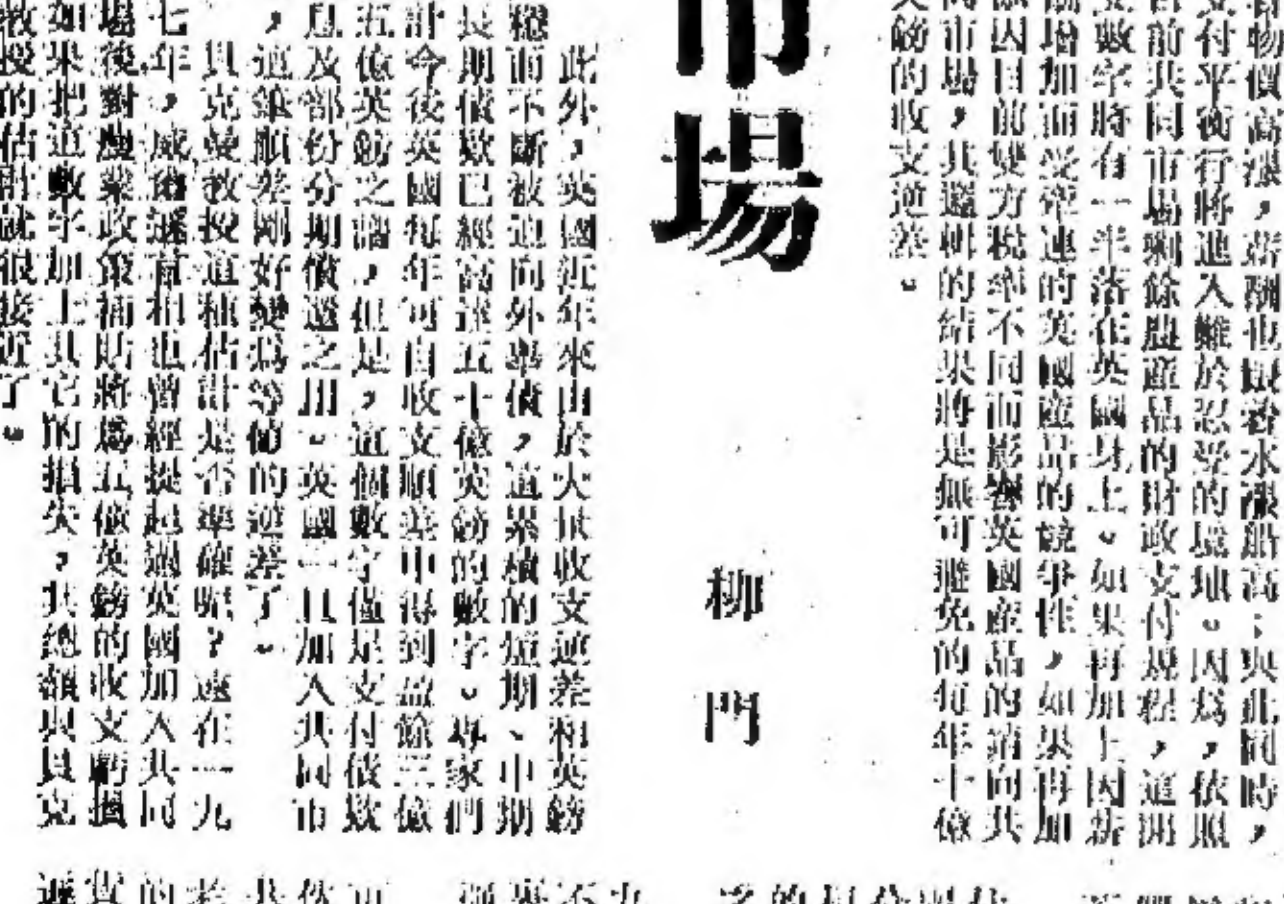 物價高漲，薪酬也跟著水漲船高；與此同時，
支付平衡行將進入難於忍受的境地。因爲，依照
目前共同市場剩餘農產品的財政支付規程，這開
支數字將有一半落在英國身上。如果再加上因薪
酬增加而受牽連的英國產品的競爭性，如果再加
因目前雙方稅率不同而影響英國產品的銷向共
同市場，其邏輯的結果將是無可避免的每年十億
英鎊的收支逆差。
市場
柳門
此外，英國近年來由於大量收支逆差和英鎊
穩而不斷被迫向外舉債，這累積的短期、中期
長期債款已經高達五十億英鎊的數字。專家們
計今後英國每年可自收支順差中得到盈餘三億
五億英鎊之譜，但是，這個數字僅足支付債款
息及部份分期償還之用。英國一旦加入共同市
，這筆順差剛好變爲等值的逆差了。
貝克曼教授這種估計是否準確呢？遠在一九
七年，威爾遜首相也曾經提起過英國加入共同
場後對農業政策補貼將爲五億英鎊的收支虧損
如果把這數字加上其它的損失，其總額與貝克
教授的估計就很接近了。